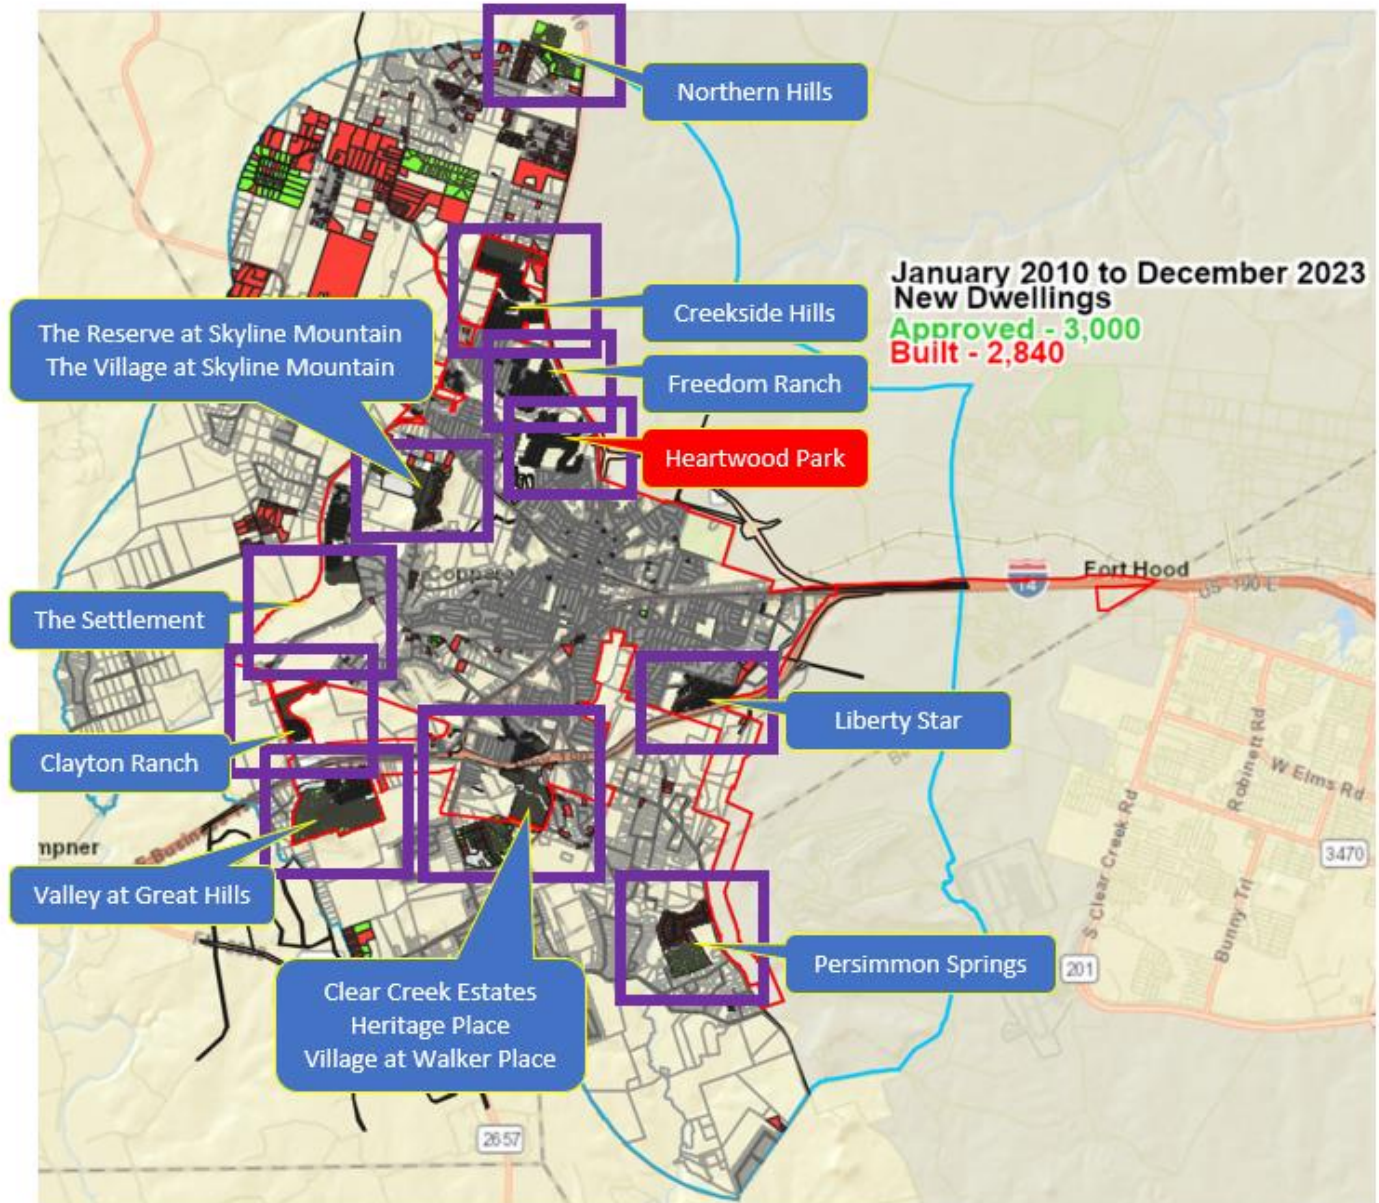 Northern Hills
January 2010 to December 2023
New Dwellings
Approved - 3,000
Built - 2,840
Creekside Hills
The Reserve at Skyline Mountain
The Village at Skyline Mountain
Freedom Ranch
Heartwood Park
Fort Hood
14
US 190 E
The Settlement
Liberty Star
Clayton Ranch
Robinett Rd
W Elms Rd
S Clear Creek Rd
3470
mpner
Valley at Great Hills
Bunny Trl
Persimmon Springs
201
Clear Creek Estates
Heritage Place
Village at Walker Place
2657